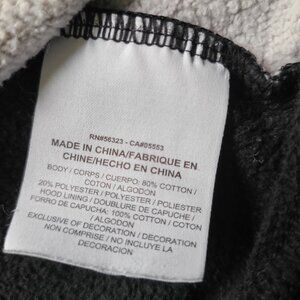 RN#56323 - CA#05553
MADE IN CHINA/FABRIQUE EN
CHINE/HECHO EN CHINA
BODY / CORPS / CUERPO: 80% COTTON /
COTON / ALGODON
20% POLYESTER / POLYESTER / POLIESTER
HOOD LINING / DOUBLURE DE CAPUCHE /
FORRO DE CAPUCHA: 100% COTTON / COTON
/ ALGODON
EXCLUSIVE OF DECORATION / DECORATION
NON COMPRISE / NO INCLUYE LA
DECORACION